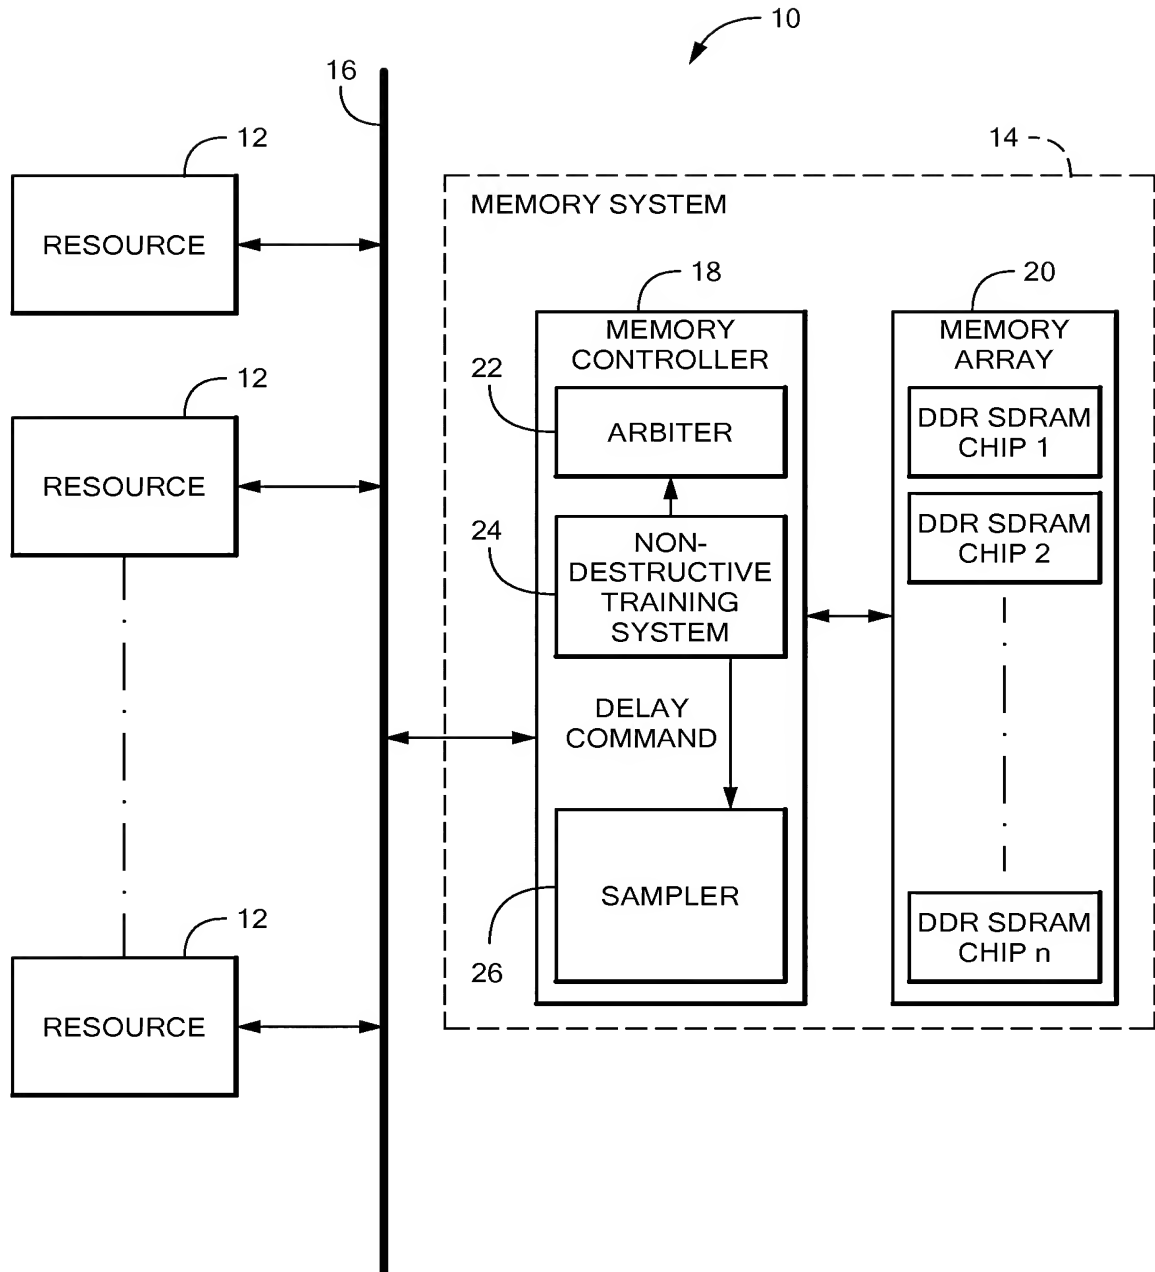 10
16
12
RESOURCE
14
MEMORY SYSTEM
18
20
MEMORY
CONTROLLER
MEMORY
ARRAY
12
RESOURCE
22
ARBITER
DDR SDRAM
CHIP 1
24
NON-
DESTRUCTIVE
TRAINING
SYSTEM
DDR SDRAM
CHIP 2
DELAY
COMMAND
12
RESOURCE
26
SAMPLER
DDR SDRAM
CHIP n